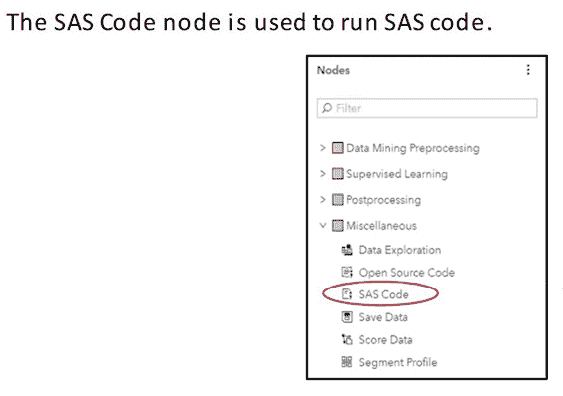 The SAS Code node is used to run SAS code.
Nodes
Filter
Data Mining Preprocessing
Supervised Learning
Postprocessing
Miscellaneous
Data Exploration
Open Source Code
SAS Code
Save Data
Score Data
Segment Profile